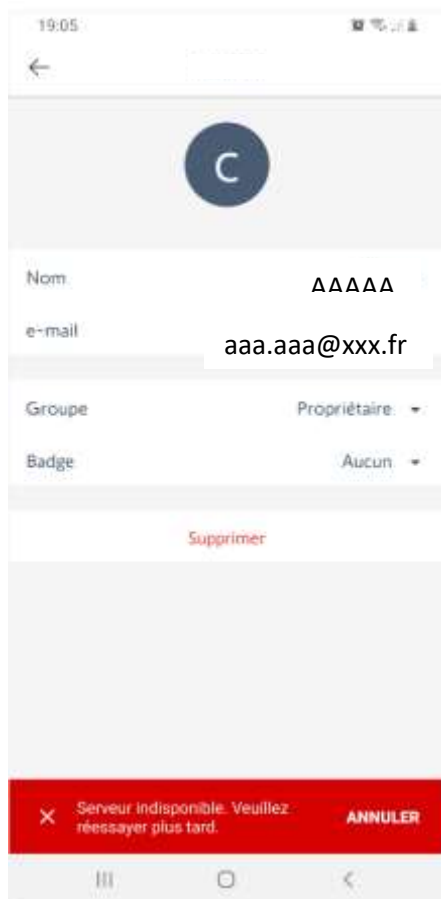 19:05
C
Nom AAAAA
e-mail aaa.aaa@xxx.fr
Groupe Propriétaire
Badge Aucun
Supprimer
Serveur indisponible. Veuillez
réessayer plus tard.
ANNULER